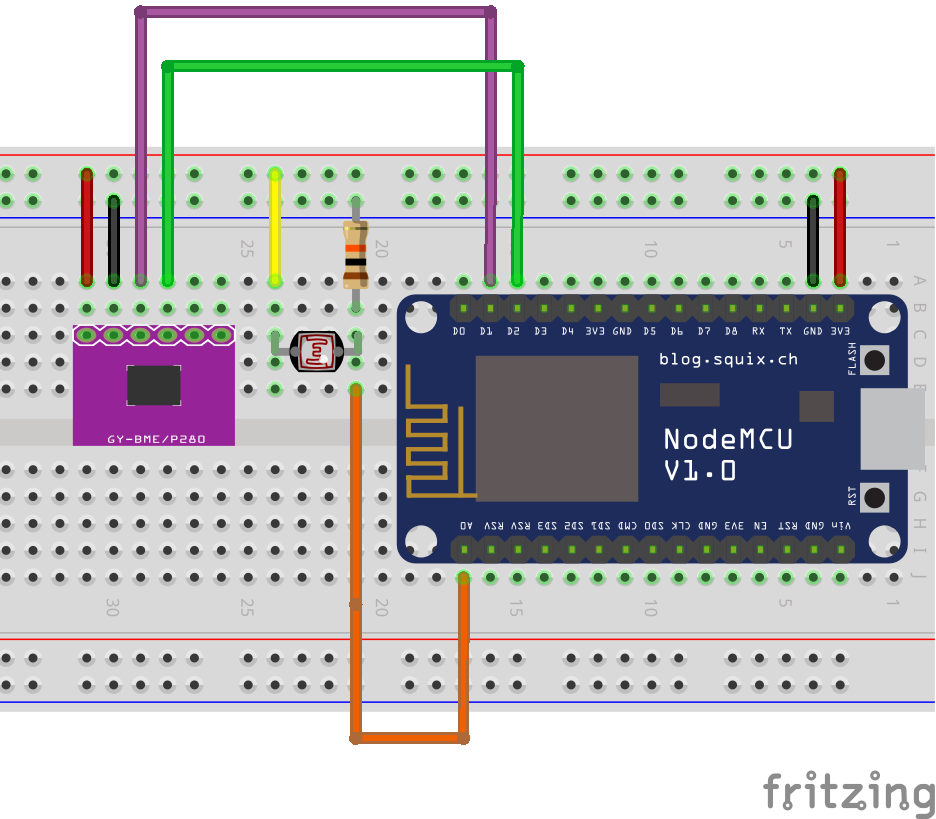 25
20
10
5
1
A
B
C
D
E
D0 D1 D2 D3 D4 3V3 GND D5 D6 D7 D8 RX TX GND 3V3
FLASH
blog.squix.ch
GY-BME/P280
NodeMCU
V1.0
RST
A0 RSV RSV SD3 SD2 SD1 CMD SD0 CLK GND 3V3 EN RST GND Vin
G
H
I
J
30
25
20
15
10
5
1
fritzing